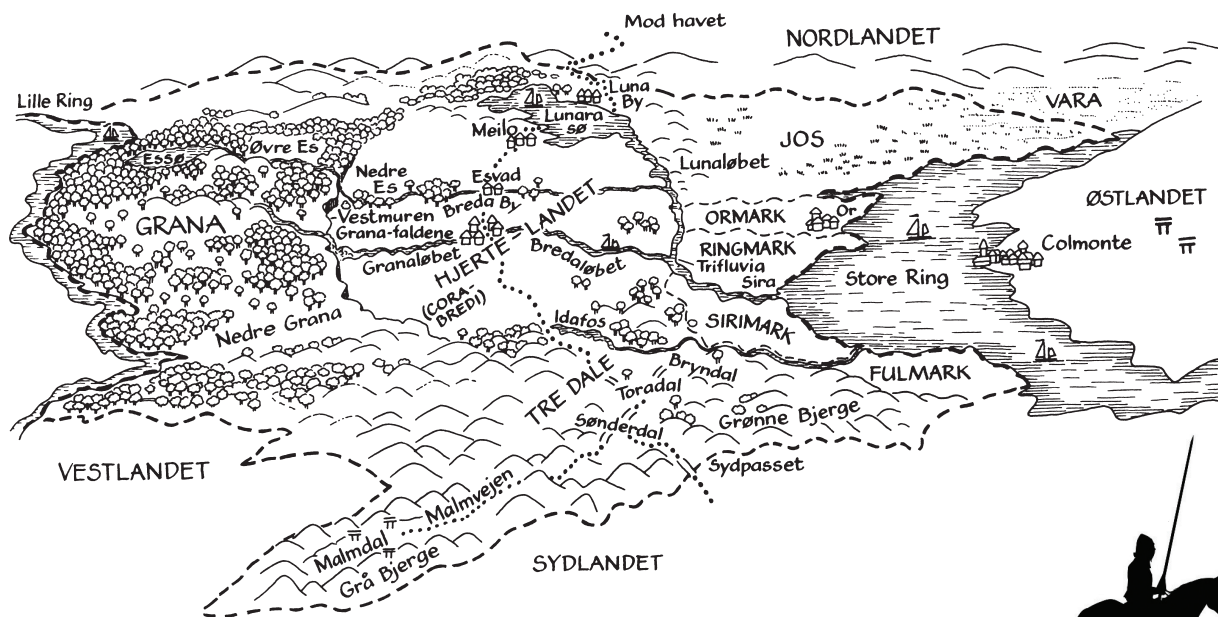 Mod havet
NORDLANDET
Lille Ring
Luna
By
VARA
Lunara
sø
Meilo
JOS
Essø
Øvre Es
Lunaløbet
Nedre
Es
Esvad
ØSTLANDET
Breda By
Vestmuren
GRANA
Grana-faldene
ORMARK
Or
HJERTE-LANDET
RINGMARK
Colmonte
Granaløbet
Bredaløbet
Trifluvia
Sira
Store Ring
(CORA-
BREDI)
Nedre Grana
Idafos
SIRIMARK
Bryndal
FULMARK
TRE DALE
Toradal
Grønne Bjerge
Sønderdal
VESTLANDET
Sydpasset
Malmvejen
Malmdal
Grå Bjerge
SYDLANDET